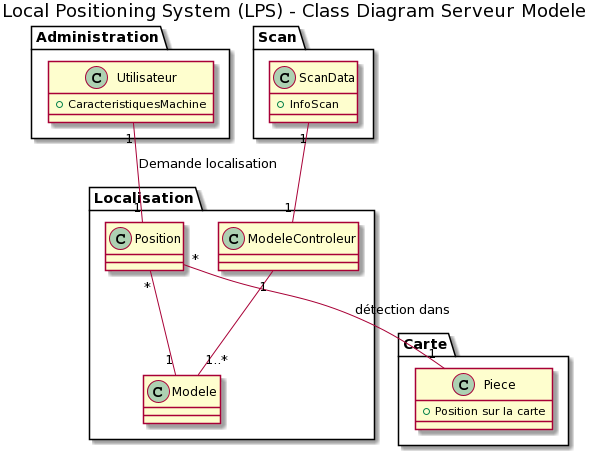 Local Positioning System (LPS) - Class Diagram Serveur Modele
Administration
Scan
C Utilisateur
CaracteristiquesMachine
C ScanData
InfoScan
1
1
Demande localisation
Localisation
1
1
C Position
C ModeleControleur
*
*
1
détection dans
Carte
1
1..*
1
C Modele
C Piece
Position sur la carte